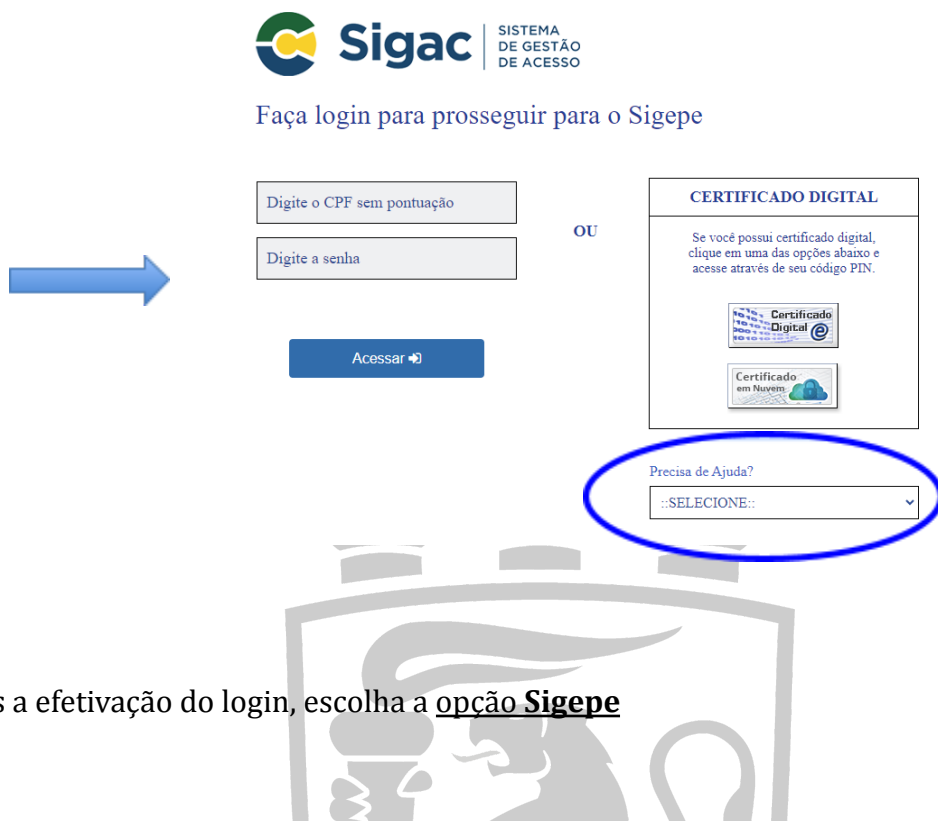 Sigac
SISTEMA
DE GESTÃO
DE ACESSO
Faça login para prosseguir para o Sigepe
Digite o CPF sem pontuação
Digite a senha
Acessar
OU
CERTIFICADO DIGITAL
Se você possui certificado digital,
clique em uma das opções abaixo e
acesse através de seu código PIN.
Certificado
Digital
Certificado
em Nuvem
Precisa de Ajuda?
::SELECIONE::
s a efetivação do login, escolha a opção Sigepe